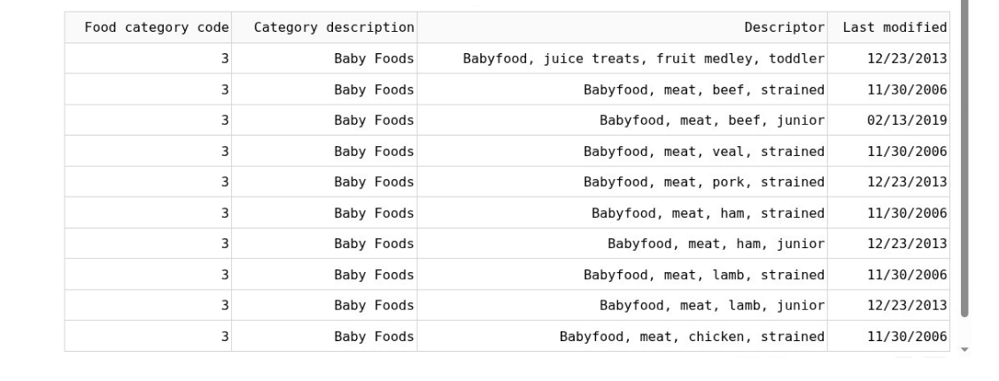 Food category code Category description Descriptor Last modified
3 Baby Foods Babyfood, juice treats, fruit medley, toddler 12/23/2013
3 Baby Foods Babyfood, meat, beef, strained 11/30/2006
3 Baby Foods Babyfood, meat, beef, junior 02/13/2019
3 Baby Foods Babyfood, meat, veal, strained 11/30/2006
3 Baby Foods Babyfood, meat, pork, strained 12/23/2013
3 Baby Foods Babyfood, meat, ham, strained 11/30/2006
3 Baby Foods Babyfood, meat, ham, junior 12/23/2013
3 Baby Foods Babyfood, meat, lamb, strained 11/30/2006
3 Baby Foods Babyfood, meat, lamb, junior 12/23/2013
3 Baby Foods Babyfood, meat, chicken, strained 11/30/2006